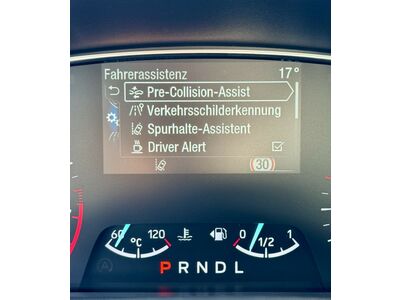 Fahrerassistenz 17°
Pre-Collision-Assist
Verkehrsschilderkennung
Spurhalte-Assistent
Driver Alert
30
60 120 0 1
°C 1/2
P R N D L